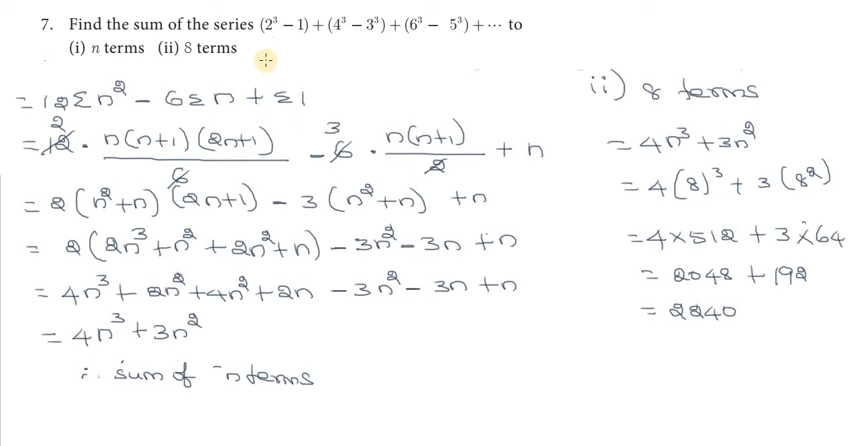 7. Find the sum of the series (2³ − 1) + (4³ − 3³) + (6³ − 5³) + ⋯ to
(i) n terms (ii) 8 terms
= 12Σn² − 6Σn + Σ1
= 12 2 · n(n+1)(2n+1)/6 − 6 3 · n(n+1)/2 + n
= 2(n²+n)(2n+1) − 3(n²+n) + n
= 2(2n³+n²+2n²+n) − 3n² − 3n + n
= 4n³ + 2n² + 4n² + 2n − 3n² − 3n + n
= 4n³ + 3n²
∴ sum of n terms
ii) 8 terms
= 4n³ + 3n²
= 4(8)³ + 3(8²)
= 4×512 + 3×64
= 2048 + 192
= 2240